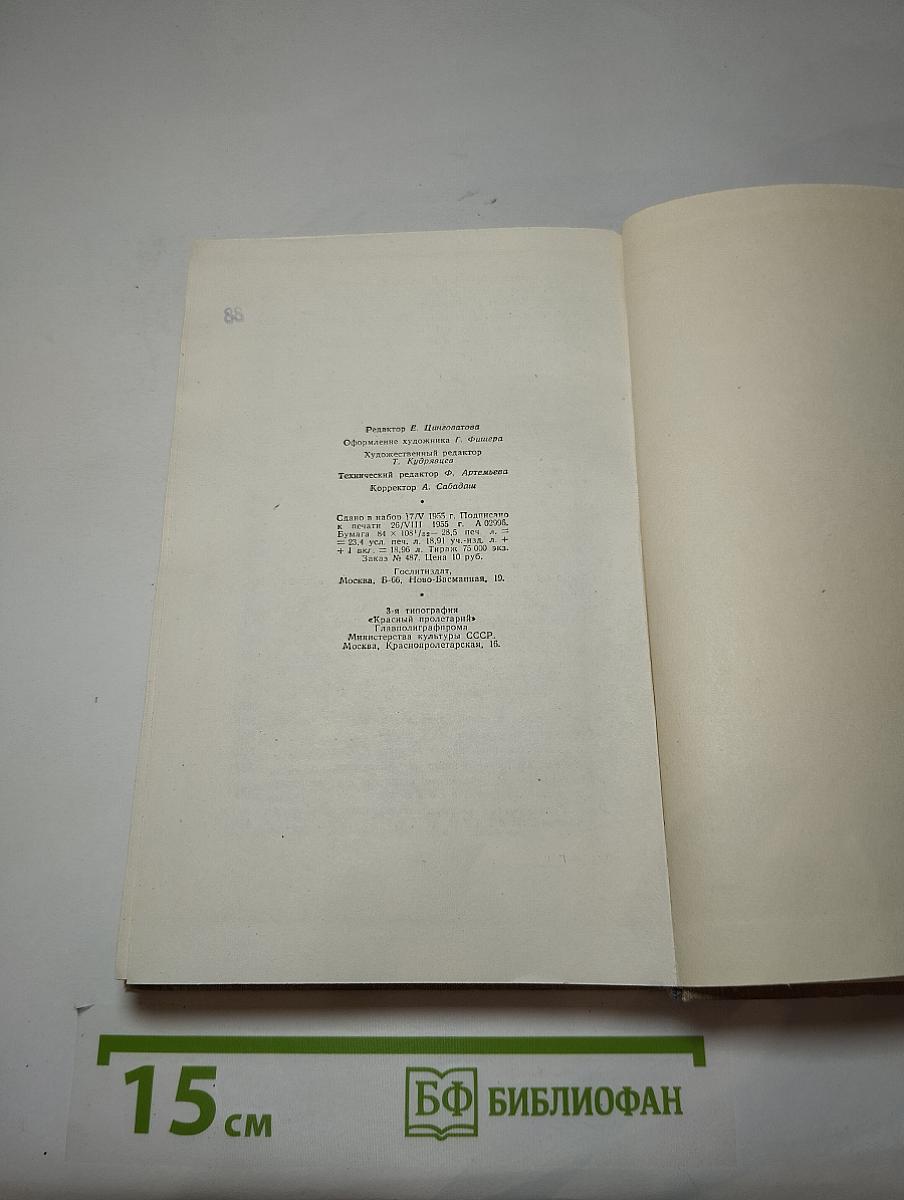 88
Редактор Е. Цинговатова
Оформление художника Г. Фишера
Художественный редактор
Т. Кудрявцев
Технический редактор Ф. Артемьева
Корректор А. Сабадаш
Сдано в набор 17/V 1955 г. Подписано
к печати 26/VIII 1955 г. А 02996.
Бумага 84 × 108¹/₃₂— 28,5 печ. л. =
= 23,4 усл. печ. л. 18,91 уч.-изд. л. +
+ 1 вкл. = 18,96 л. Тираж 75 000 экз.
Заказ № 487. Цена 10 руб.
Гослитиздат,
Москва, Б-66, Ново-Басманная, 19.
3-я типография
«Красный пролетарий»
Главполиграфпрома
Министерства культуры СССР.
Москва, Краснопролетарская, 16.
15 см
БФ БИБЛИОФАН